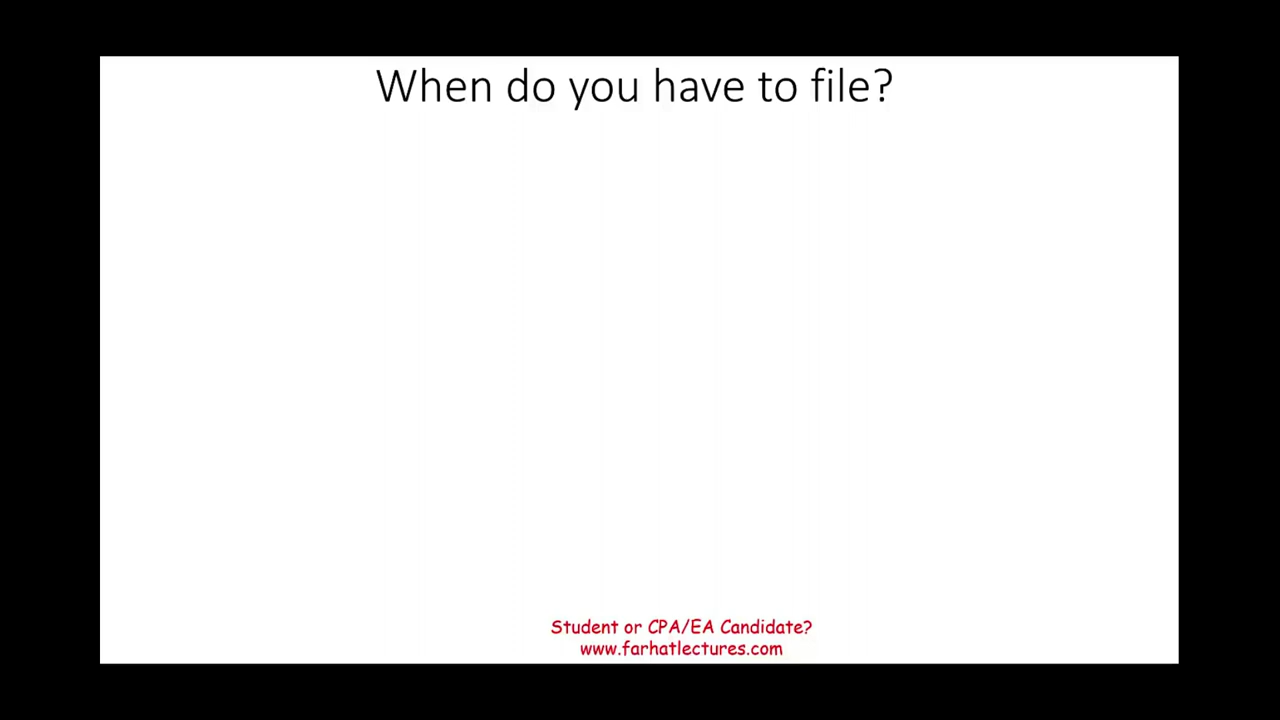 When do you have to file?
Student or CPA/EA Candidate?
www.farhatlectures.com